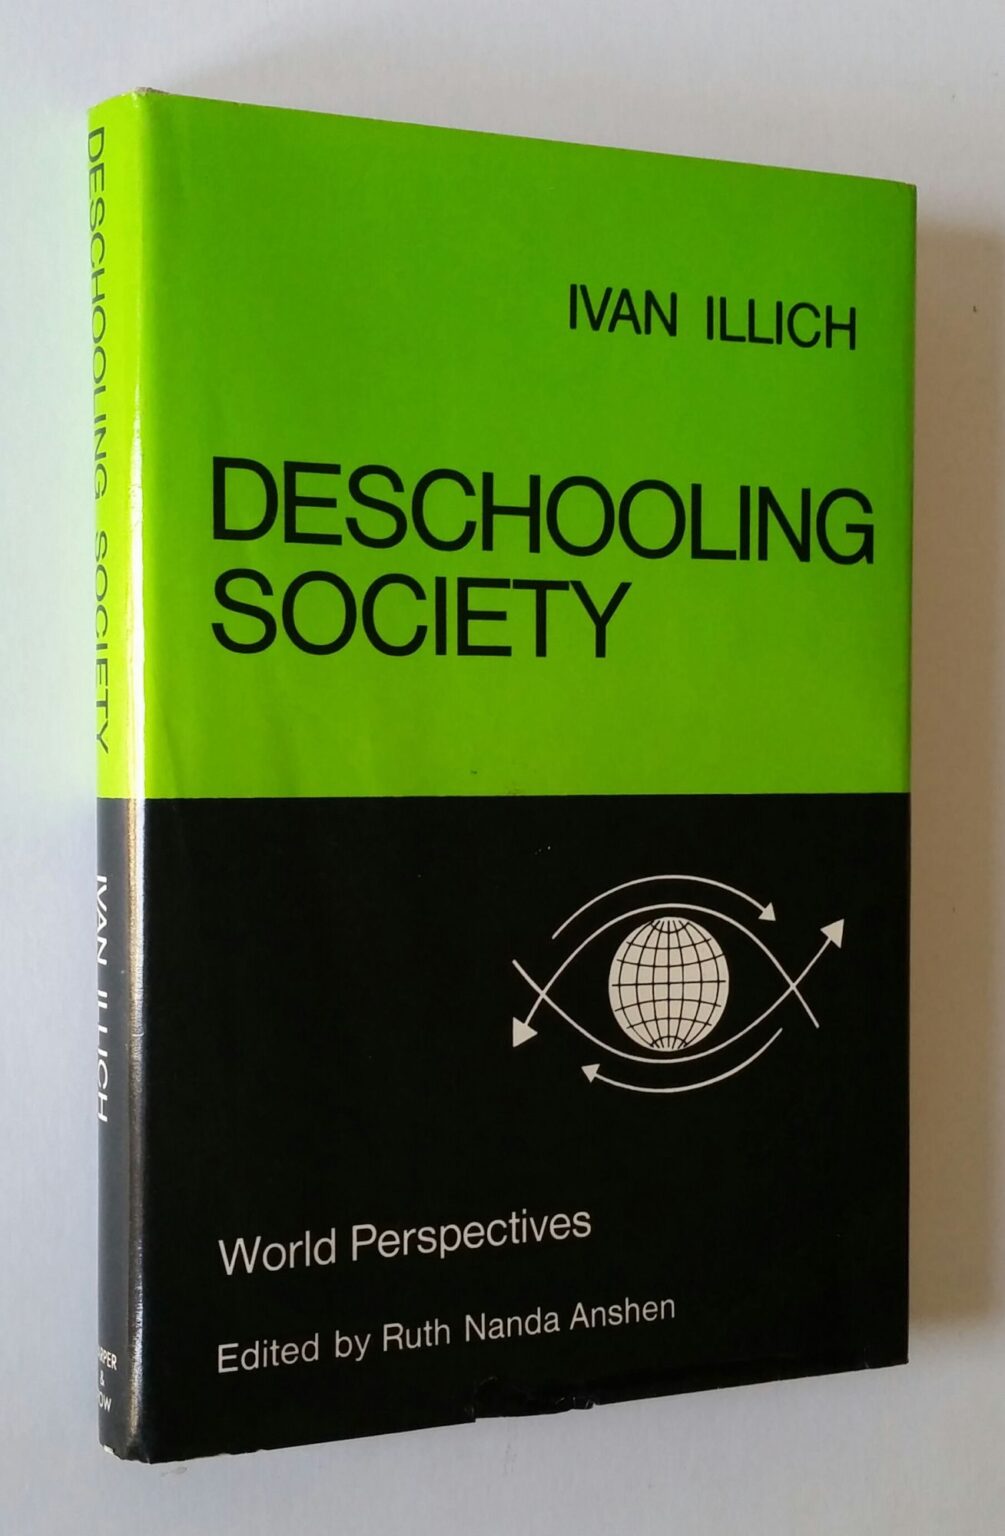 DESCHOOLING SOCIETY
IVAN ILLICH
&
IVAN ILLICH
DESCHOOLING
SOCIETY
World Perspectives
Edited by Ruth Nanda Anshen